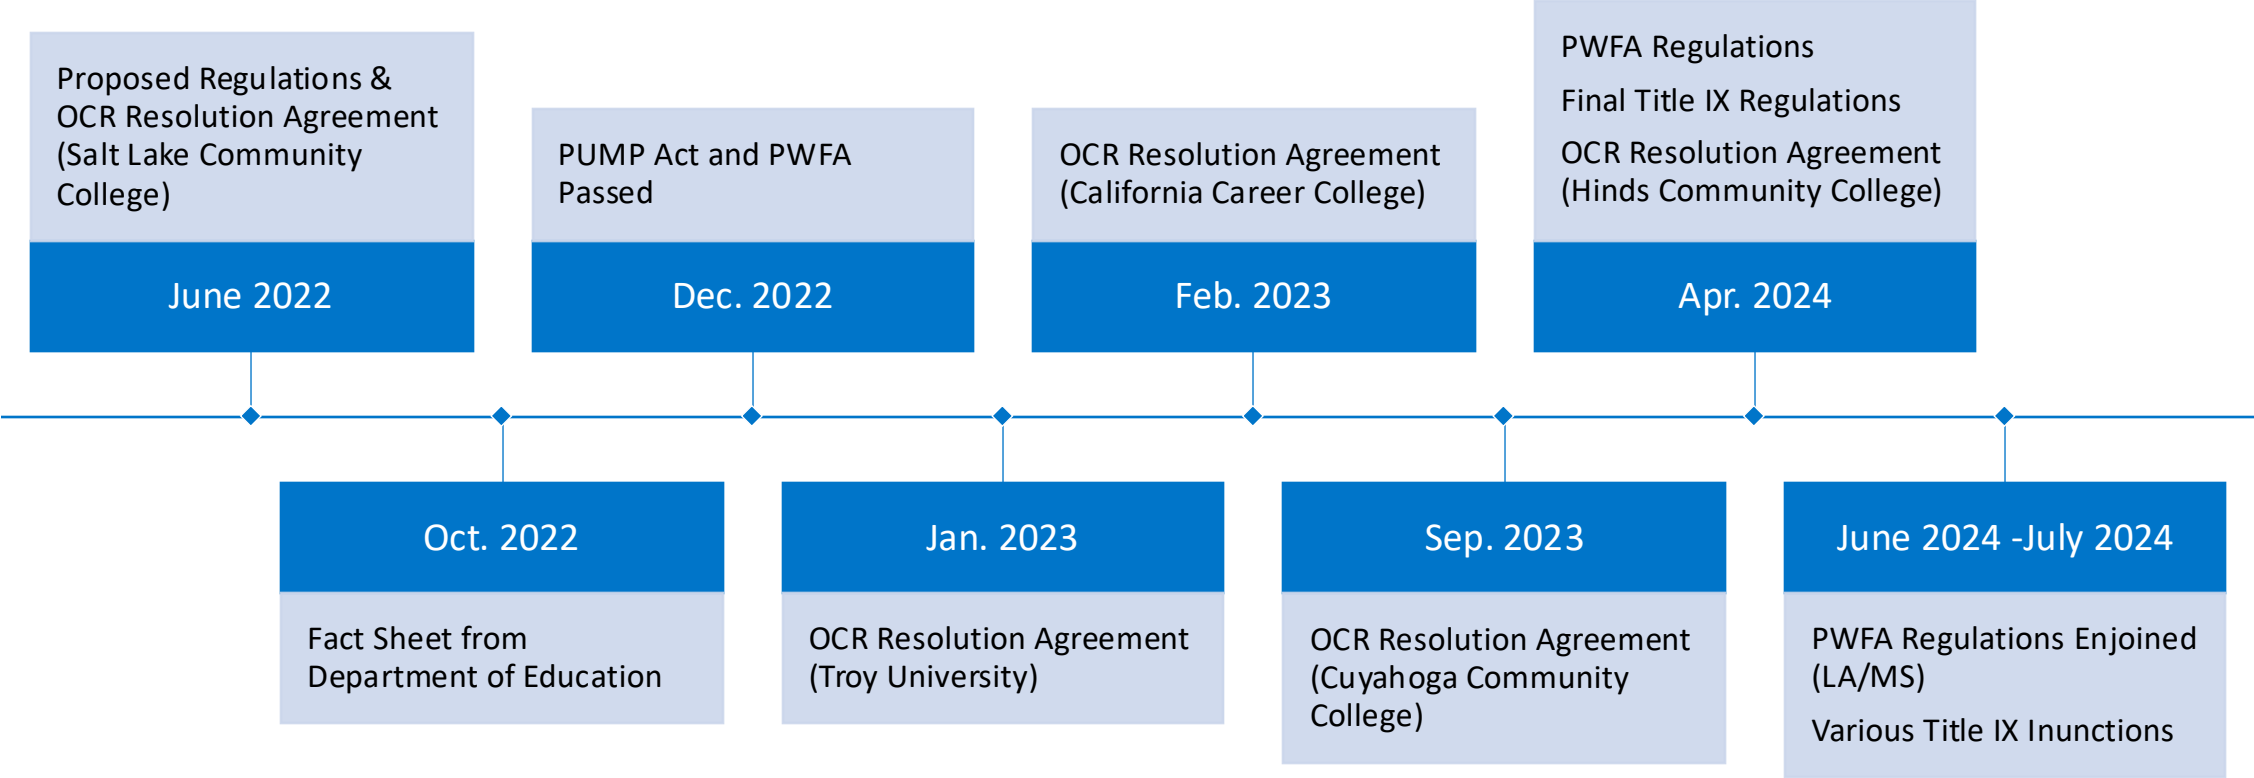 Proposed Regulations &
OCR Resolution Agreement
(Salt Lake Community
College)
June 2022
Oct. 2022
Fact Sheet from
Department of Education
PUMP Act and PWFA
Passed
Dec. 2022
Jan. 2023
OCR Resolution Agreement
(Troy University)
OCR Resolution Agreement
(California Career College)
Feb. 2023
Sep. 2023
OCR Resolution Agreement
(Cuyahoga Community
College)
PWFA Regulations
Final Title IX Regulations
OCR Resolution Agreement
(Hinds Community College)
Apr. 2024
June 2024 -July 2024
PWFA Regulations Enjoined
(LA/MS)
Various Title IX Inunctions